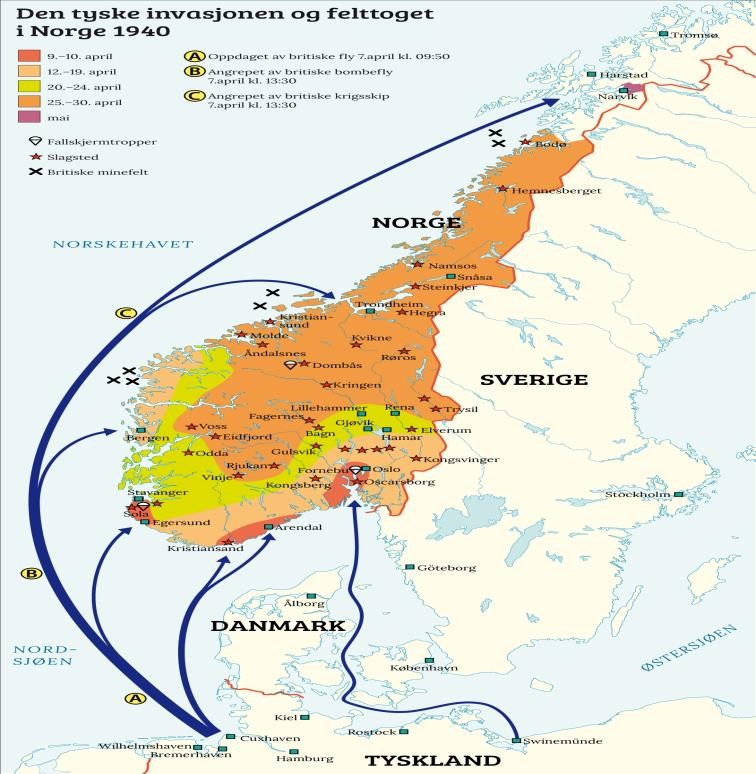 Den tyske invasjonen og felttoget
i Norge 1940
9.–10. april
12.–19. april
20.–24. april
25.–30. april
mai
Fallskjermtropper
Slagsted
Britiske minefelt
A Oppdaget av britiske fly 7.april kl. 09:50
B Angrepet av britiske bombefly
7.april kl. 13:30
C Angrepet av britiske krigsskip
7.april kl. 13:30
Tromsø
Harstad
Narvik
Bodø
Hemnesberget
NORGE
NORSKEHAVET
Namsos
Snåsa
Steinkjer
Trondheim
Hegra
C
Kristian-
sund
Molde
Kvikne
Åndalsnes
Røros
Dombås
SVERIGE
Kringen
Lillehammer
Rena
Trysil
Fagernes
Gjøvik
Voss
Bagn
Elverum
Bergen
Eidfjord
Hamar
Odda
Gulsvik
Kongsvinger
Rjukan
Fornebu
Oslo
Vinje
Kongsberg
Oscarsborg
Stavanger
Stockholm
Sola
Egersund
Arendal
Kristiansand
B
Göteborg
Ålborg
DANMARK
NORD-
SJØEN
ØSTERSJØEN
København
A
Kiel
Rostock
Cuxhaven
Swinemünde
Wilhelmshaven
Bremerhaven
Hamburg
TYSKLAND